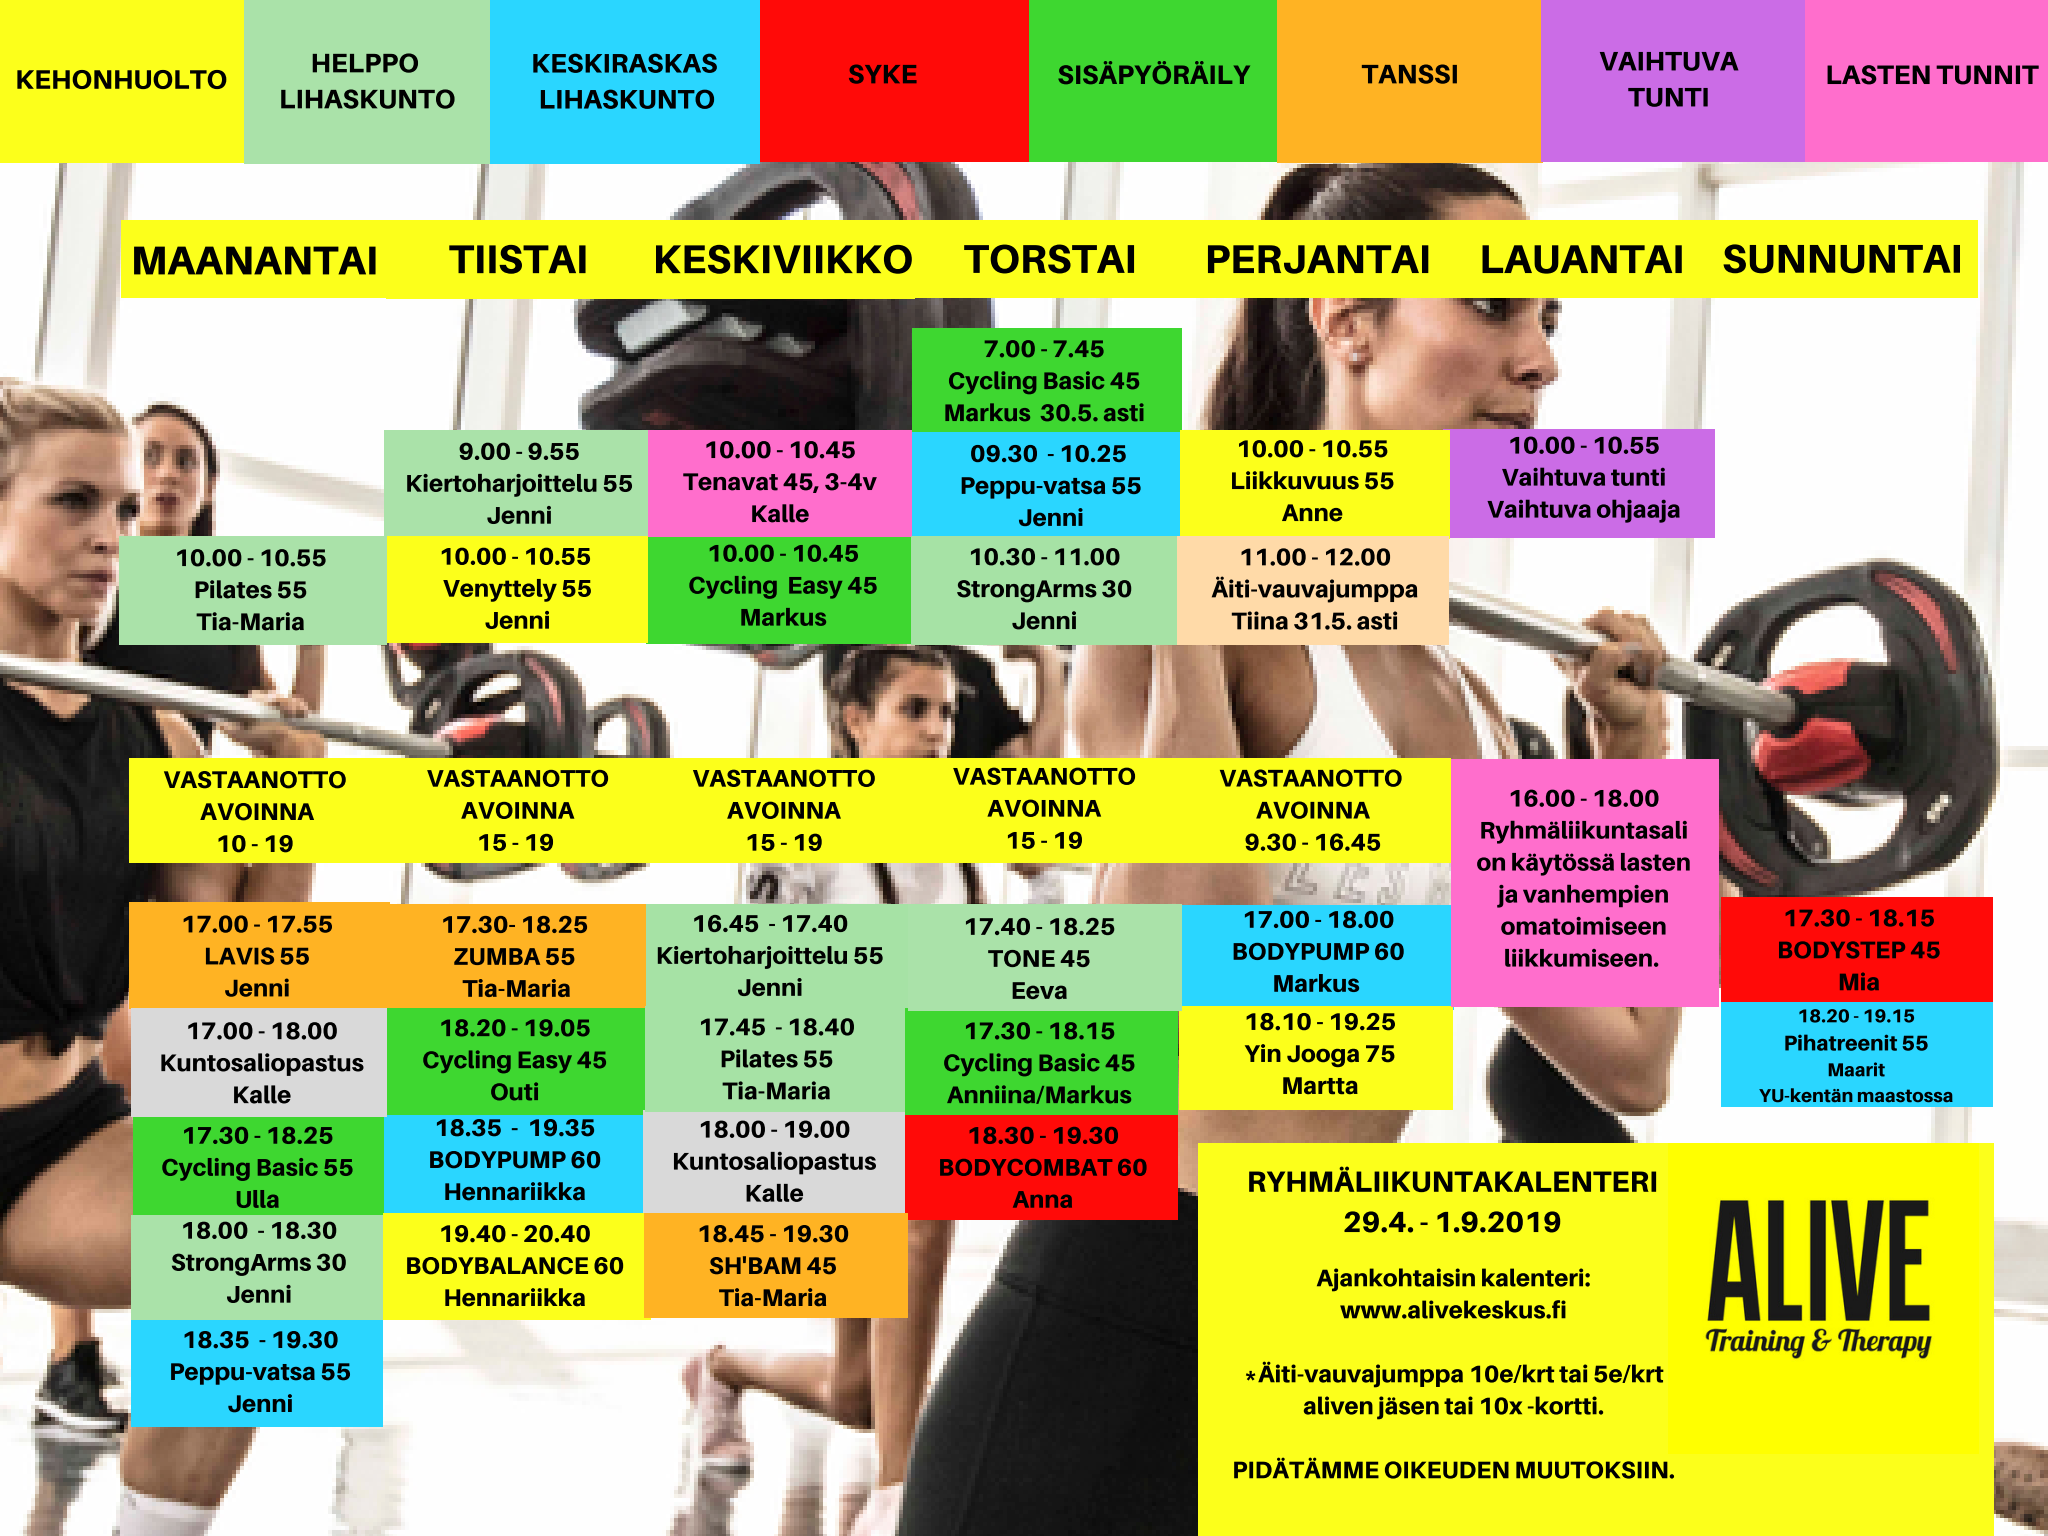 KEHONHUOLTO
HELPPO
LIHASKUNTO
KESKIRASKAS
LIHASKUNTO
SYKE
SISÄPYÖRÄILY
TANSSI
VAIHTUVA
TUNTI
LASTEN TUNNIT
MAANANTAI
TIISTAI
KESKIVIIKKO
TORSTAI
PERJANTAI
LAUANTAI
SUNNUNTAI
7.00 - 7.45
Cycling Basic 45
Markus 30.5. asti
9.00 - 9.55
Kiertoharjoittelu 55
Jenni
10.00 - 10.45
Tenavat 45, 3-4v
Kalle
09.30 - 10.25
Peppu-vatsa 55
Jenni
10.00 - 10.55
Liikkuvuus 55
Anne
10.00 - 10.55
Vaihtuva tunti
Vaihtuva ohjaaja
10.00 - 10.55
Pilates 55
Tia-Maria
10.00 - 10.55
Venyttely 55
Jenni
10.00 - 10.45
Cycling Easy 45
Markus
10.30 - 11.00
StrongArms 30
Jenni
11.00 - 12.00
Äiti-vauvajumppa
Tiina 31.5. asti
VASTAANOTTO
AVOINNA
10 - 19
VASTAANOTTO
AVOINNA
15 - 19
VASTAANOTTO
AVOINNA
15 - 19
VASTAANOTTO
AVOINNA
15 - 19
VASTAANOTTO
AVOINNA
9.30 - 16.45
16.00 - 18.00
Ryhmäliikuntasali
on käytössä lasten
ja vanhempien
omatoimiseen
liikkumiseen.
17.00 - 17.55
LAVIS 55
Jenni
17.30- 18.25
ZUMBA 55
Tia-Maria
16.45 - 17.40
Kiertoharjoittelu 55
Jenni
17.40 - 18.25
TONE 45
Eeva
17.00 - 18.00
BODYPUMP 60
Markus
17.30 - 18.15
BODYSTEP 45
Mia
17.00 - 18.00
Kuntosaliopastus
Kalle
18.20 - 19.05
Cycling Easy 45
Outi
17.45 - 18.40
Pilates 55
Tia-Maria
17.30 - 18.15
Cycling Basic 45
Anniina/Markus
18.10 - 19.25
Yin Jooga 75
Martta
18.20 - 19.15
Pihatreenit 55
Maarit
YU-kentän maastossa
17.30 - 18.25
Cycling Basic 55
Ulla
18.35 - 19.35
BODYPUMP 60
Hennariikka
18.00 - 19.00
Kuntosaliopastus
Kalle
18.30 - 19.30
BODYCOMBAT 60
Anna
18.00 - 18.30
StrongArms 30
Jenni
19.40 - 20.40
BODYBALANCE 60
Hennariikka
18.45 - 19.30
SH'BAM 45
Tia-Maria
18.35 - 19.30
Peppu-vatsa 55
Jenni
RYHMÄLIIKUNTAKALENTERI
29.4. - 1.9.2019
Ajankohtaisin kalenteri:
www.alivekeskus.fi
*Äiti-vauvajumppa 10e/krt tai 5e/krt
aliven jäsen tai 10x -kortti.
PIDÄTÄMME OIKEUDEN MUUTOKSIIN.
ALIVE
Training & Therapy